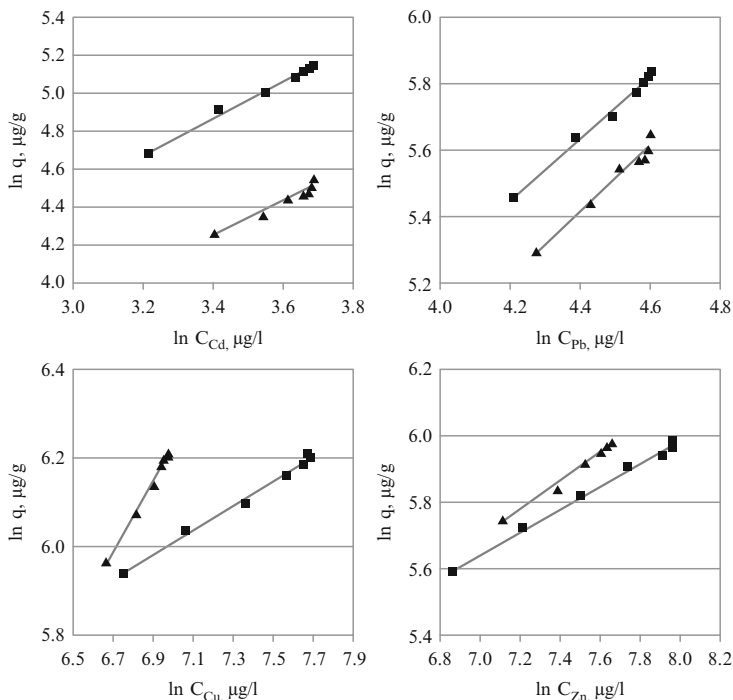 ln q, µg/g
5.4
5.2
5.0
4.8
4.6
4.4
4.2
4.0
3.0 3.2 3.4 3.6 3.8
ln C_Cd, µg/l
ln q, µg/g
6.0
5.8
5.6
5.4
5.2
4.0 4.2 4.4 4.6 4.8
ln C_Pb, µg/l
ln q, µg/g
6.4
6.2
6.0
5.8
6.5 6.7 6.9 7.1 7.3 7.5 7.7 7.9
ln C_Cu, µg/l
ln q, µg/g
6.2
6.0
5.8
5.6
5.4
6.8 7.0 7.2 7.4 7.6 7.8 8.0 8.2
ln C_Zn, µg/l